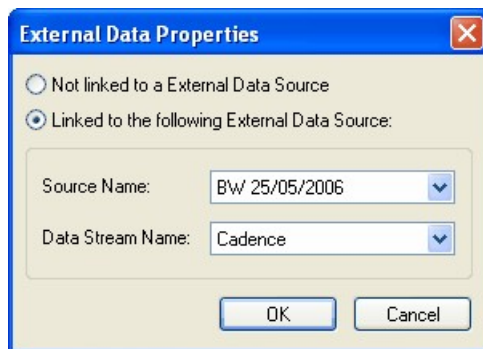 External Data Properties
Not linked to a External Data Source
Linked to the following External Data Source:
Source Name: BW 25/05/2006
Data Stream Name: Cadence
OK Cancel